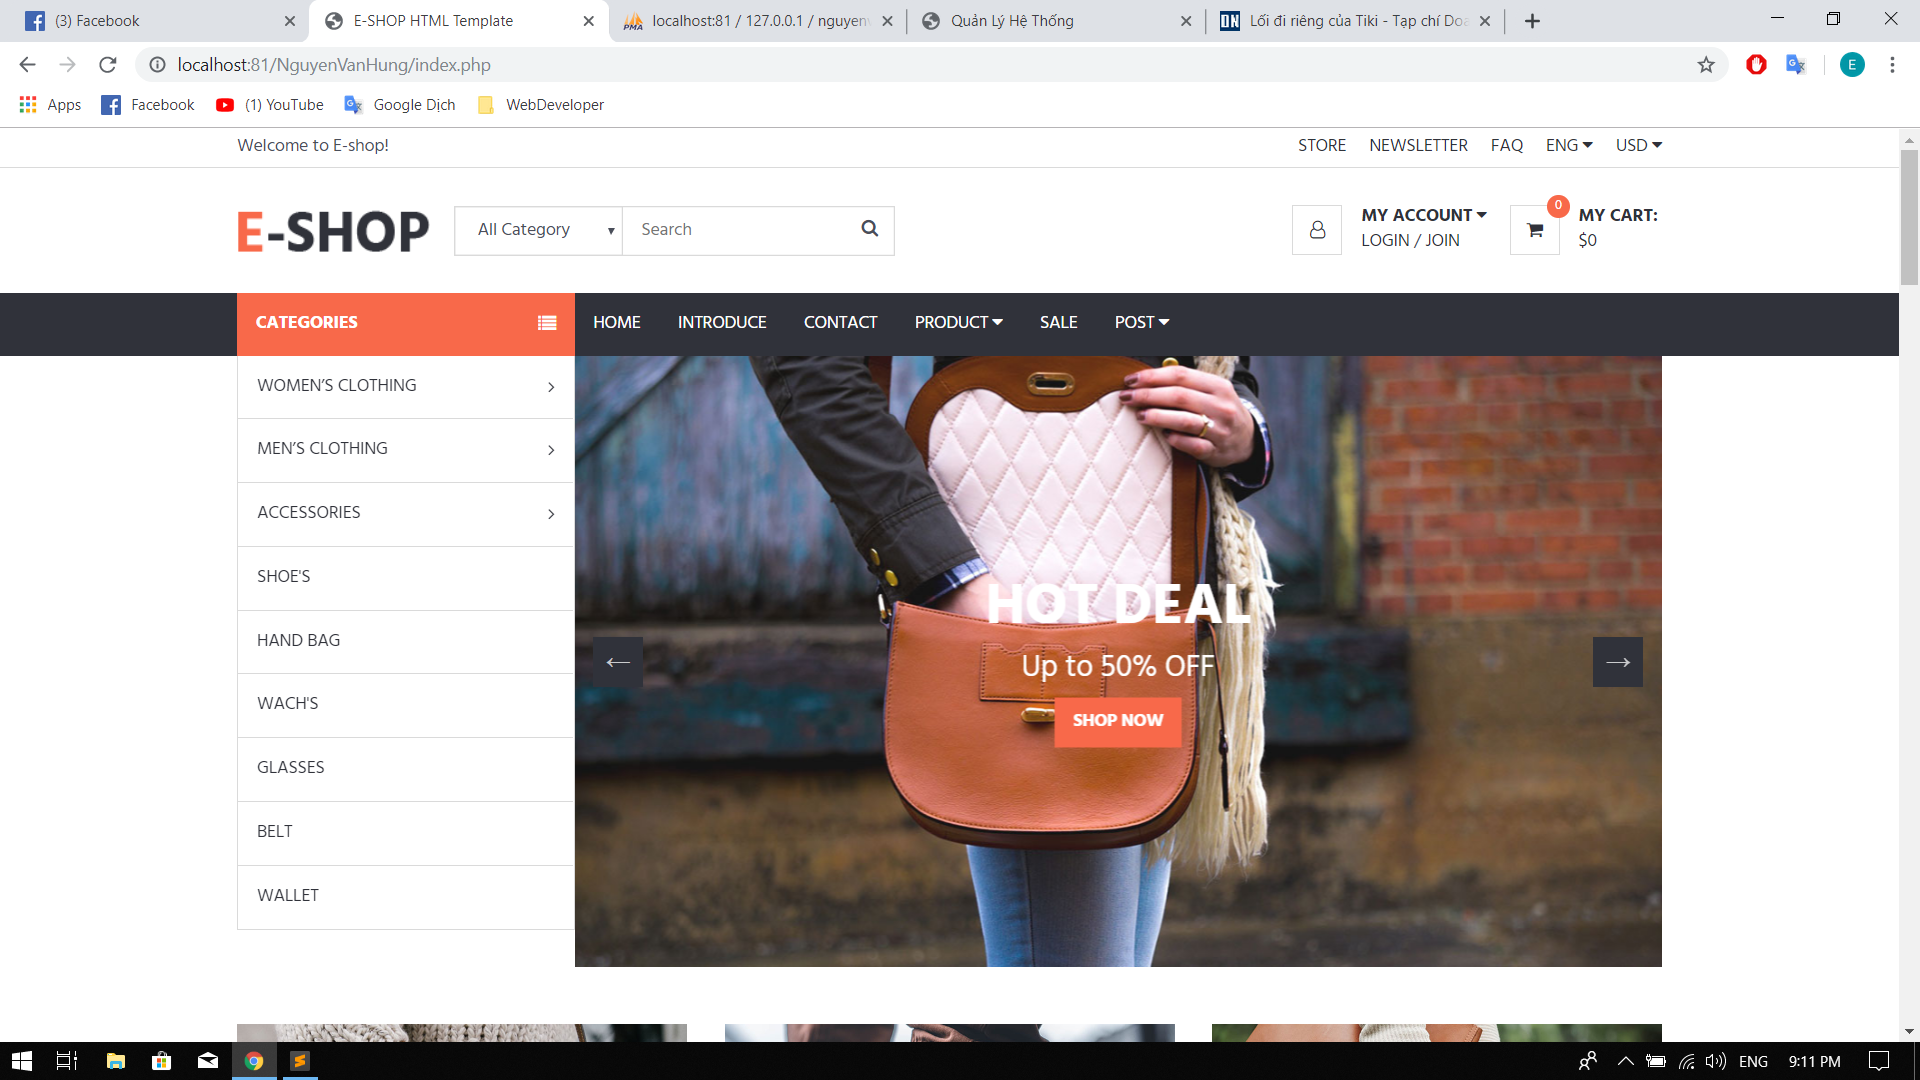 (3) Facebook
E-SHOP HTML Template
localhost:81 / 127.0.0.1 / nguyen
Quản Lý Hệ Thống
Lối đi riêng của Tiki - Tạp chí Doa
localhost:81/NguyenVanHung/index.php
E
Apps
Facebook
(1) YouTube
Google Dịch
WebDeveloper
Welcome to E-shop!
STORE
NEWSLETTER
FAQ
ENG
USD
E-SHOP
All Category
Search
MY ACCOUNT
LOGIN / JOIN
0
MY CART:
$0
CATEGORIES
HOME
INTRODUCE
CONTACT
PRODUCT
SALE
POST
WOMEN’S CLOTHING
MEN’S CLOTHING
ACCESSORIES
SHOE'S
HAND BAG
WACH'S
GLASSES
BELT
WALLET
HOT DEAL
Up to 50% OFF
SHOP NOW
ENG
9:11 PM